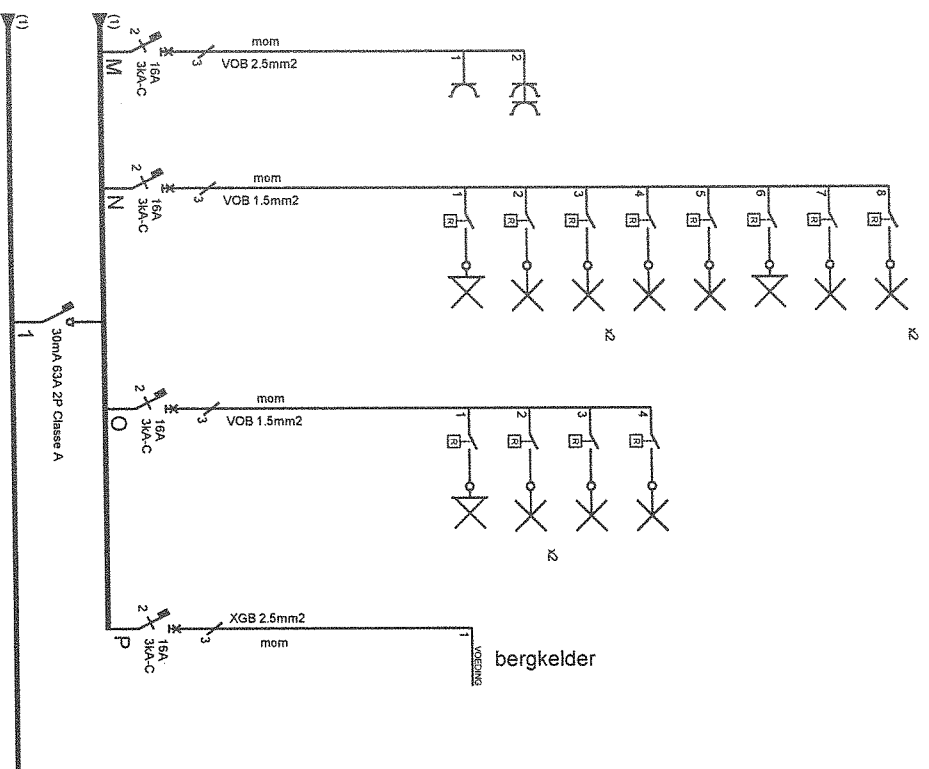 (1)
(1)
2
16A
3kA-C
M
3
mom
VOB 2.5mm2
1
2
2
16A
3kA-C
N
3
mom
VOB 1.5mm2
1
2
3
4
5
6
7
8
R
R
R
R
R
R
R
R
x2
x2
1
30mA 63A 2P Classe A
2
16A
3kA-C
O
3
mom
VOB 1.5mm2
1
2
3
4
R
R
R
R
x2
2
16A
3kA-C
P
3
XGB 2.5mm2
mom
1
VOEDING
bergkelder